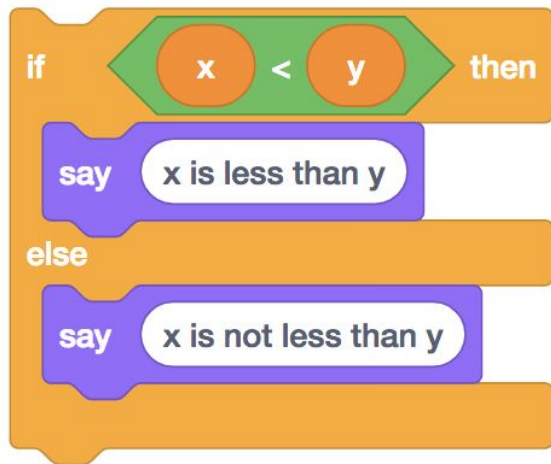 if x < y then
say x is less than y
else
say x is not less than y